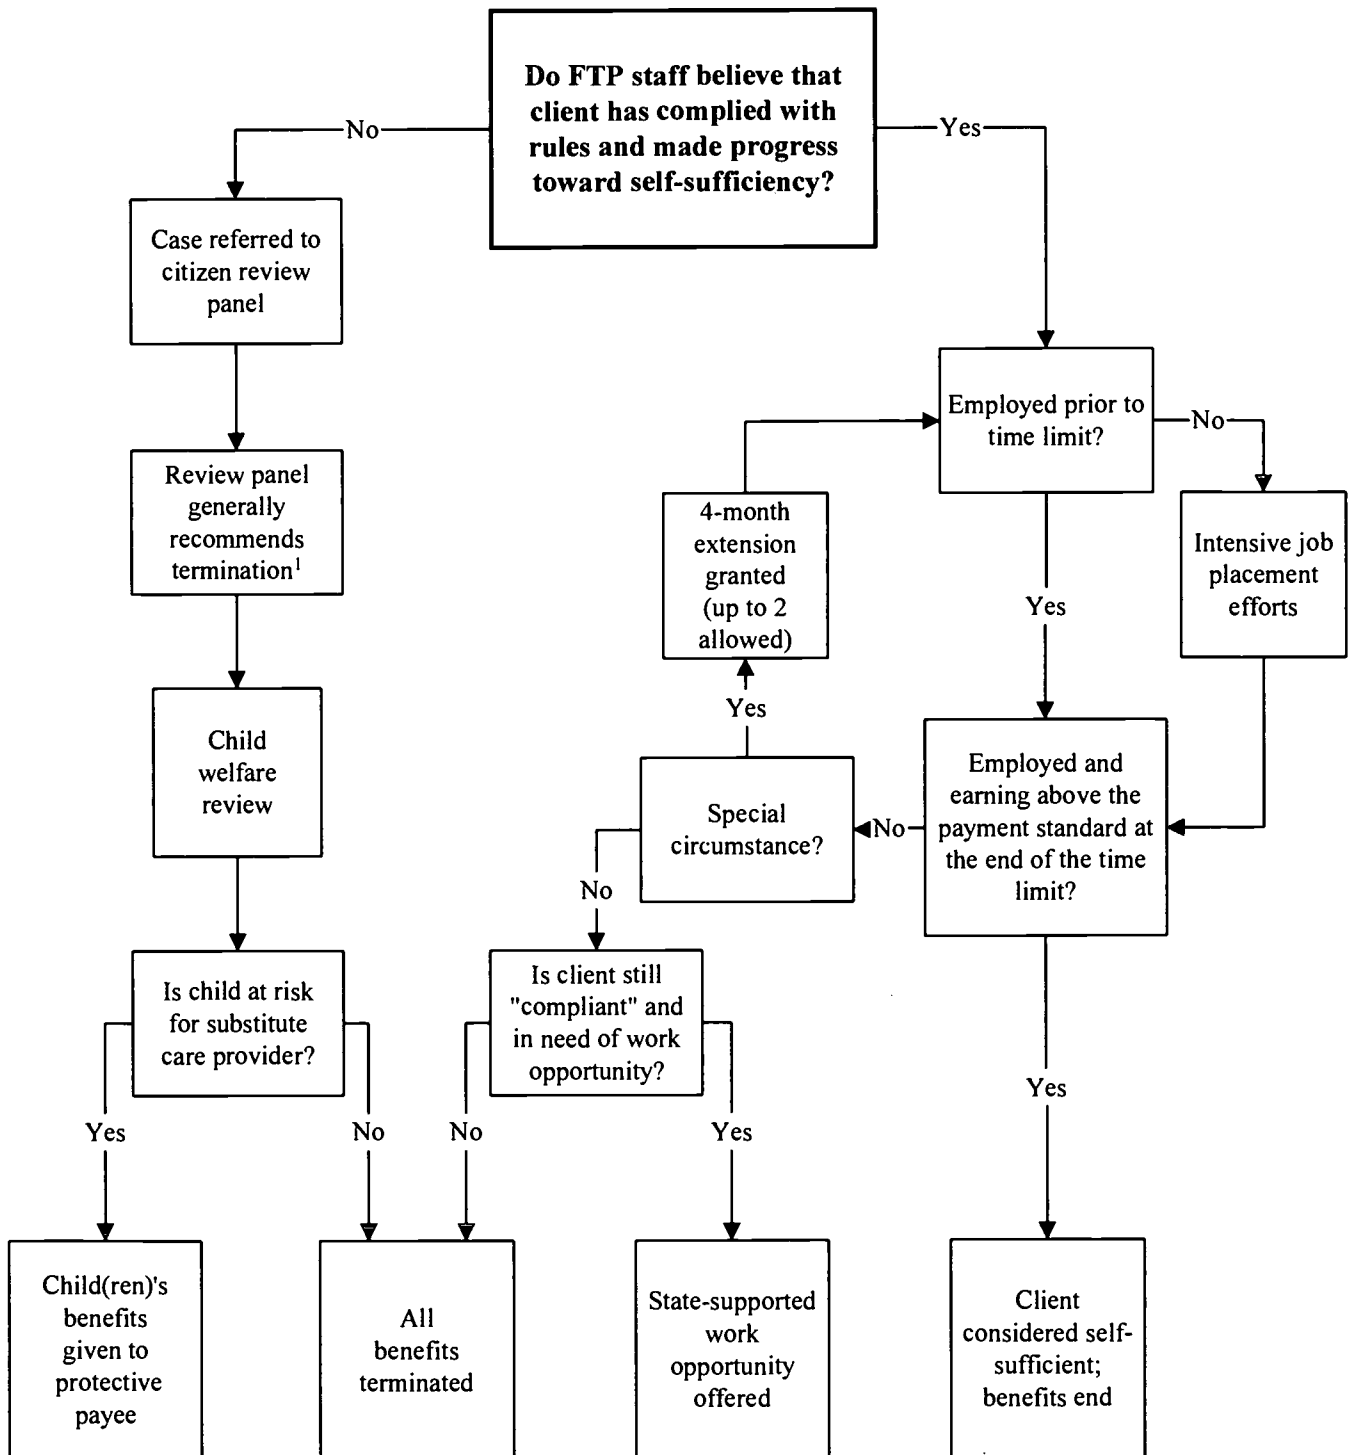 Do FTP staff believe that
client has complied with
rules and made progress
toward self-sufficiency?
No
Yes
Case referred to
citizen review
panel
Employed prior to
time limit?
No
Review panel
generally
recommends
termination¹
4-month
extension
granted
(up to 2
allowed)
Intensive job
placement
efforts
Yes
Yes
Child
welfare
review
Employed and
earning above the
payment standard at
the end of the time
limit?
No
Special
circumstance?
No
Is child at risk
for substitute
care provider?
Is client still
"compliant" and
in need of work
opportunity?
Yes
Yes
No
No
Yes
Child(ren)'s
benefits
given to
protective
payee
All
benefits
terminated
State-supported
work
opportunity
offered
Client
considered self-
sufficient;
benefits end